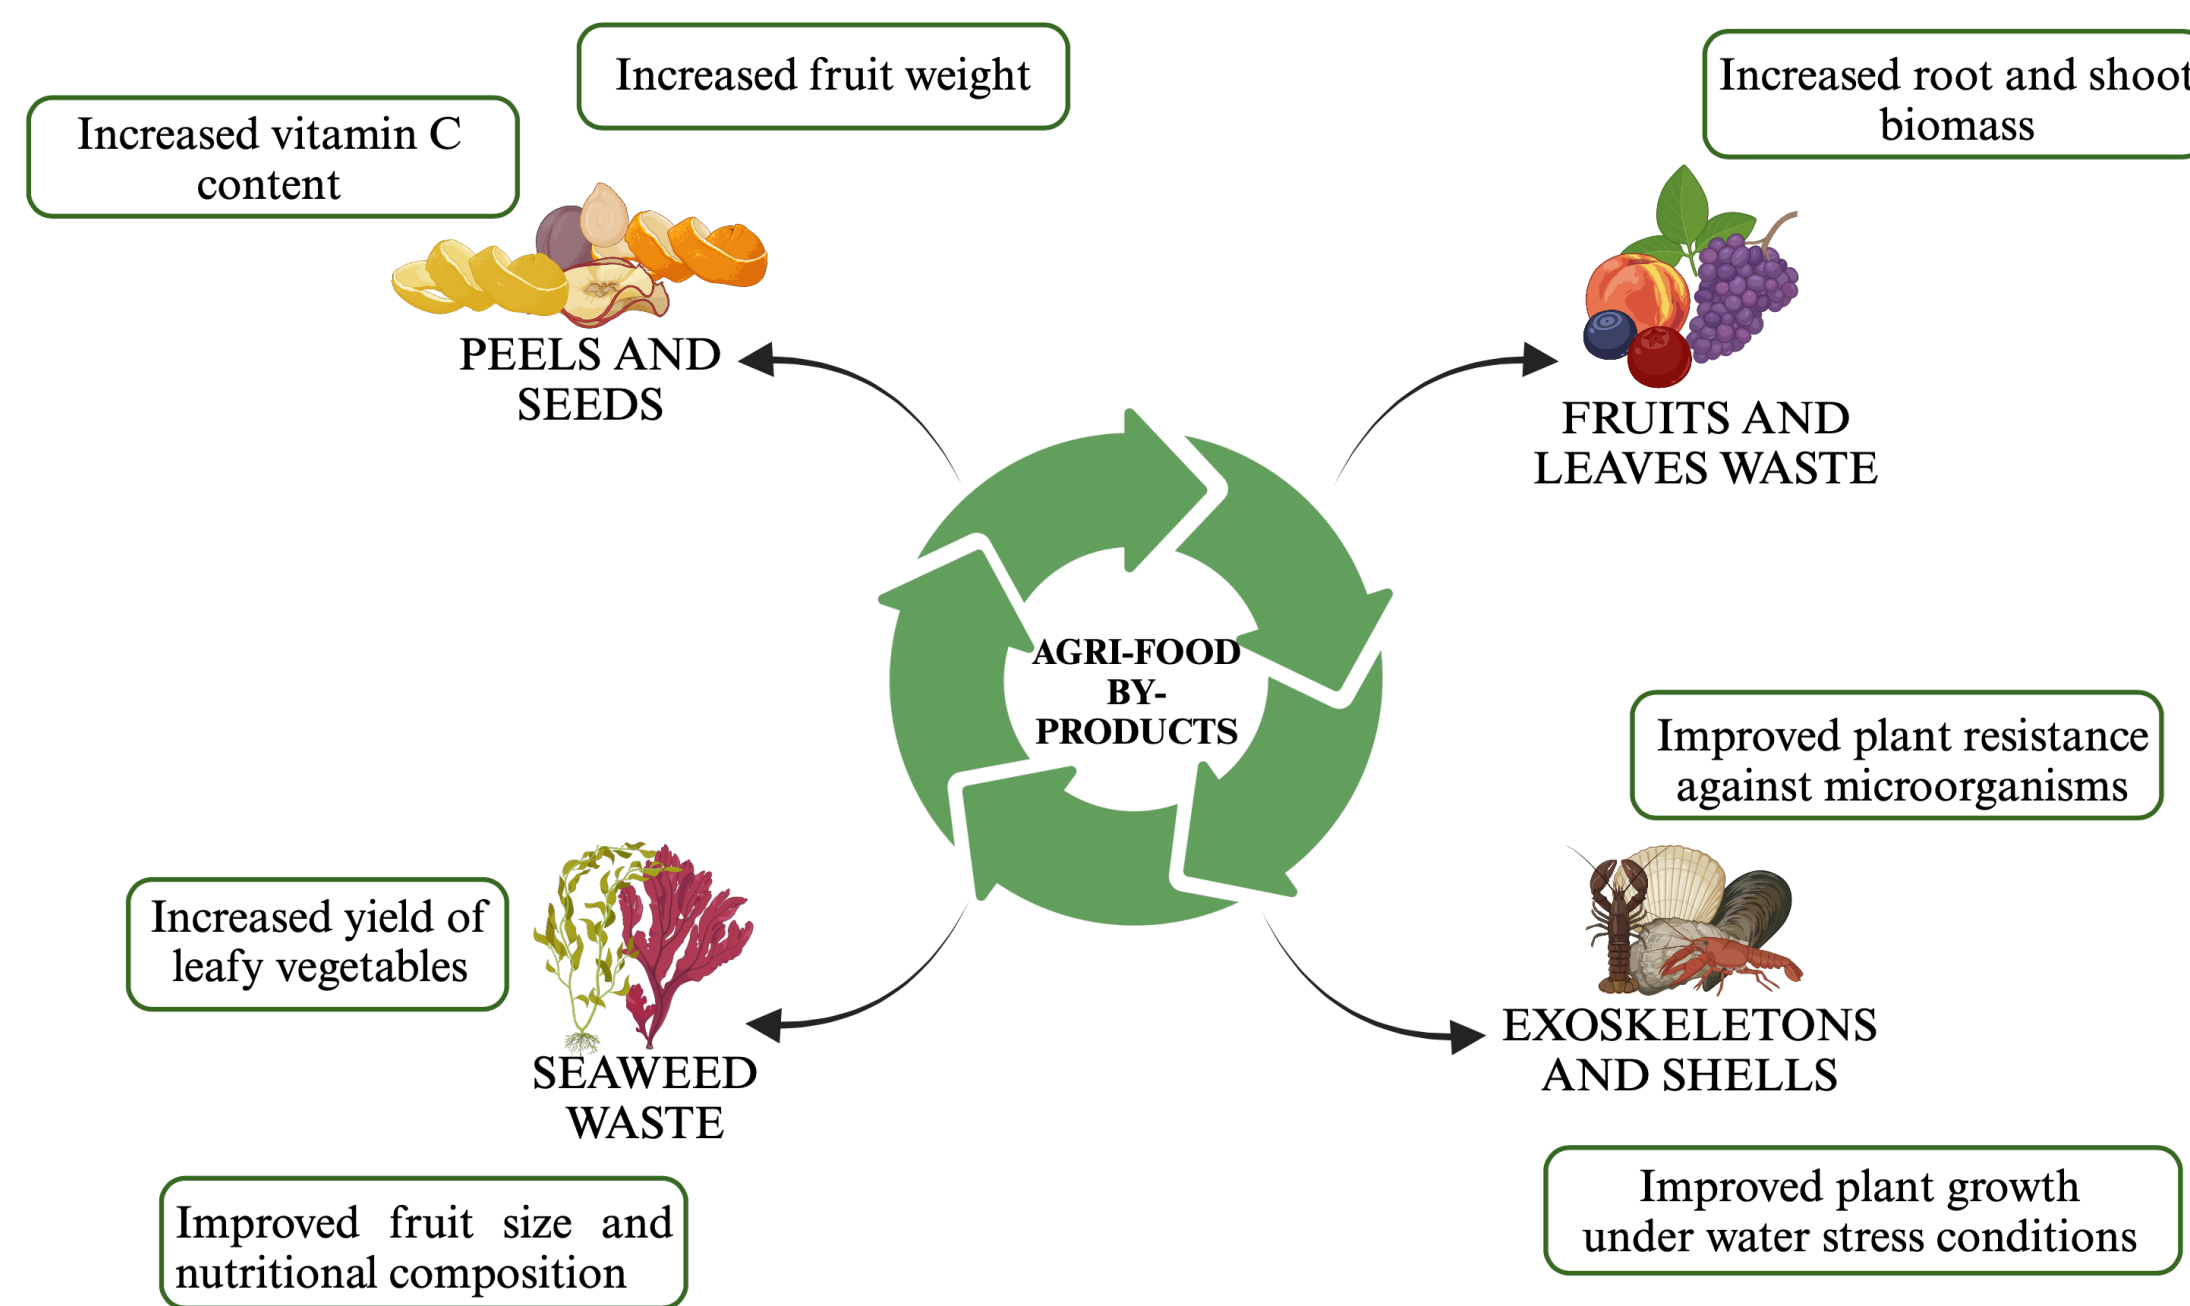 Increased fruit weight
Increased vitamin C
content
PEELS AND
SEEDS
Increased root and shoot
biomass
FRUITS AND
LEAVES WASTE
AGRI-FOOD
BY-
PRODUCTS
Improved plant resistance
against microorganisms
EXOSKELETONS
AND SHELLS
Improved plant growth
under water stress conditions
Increased yield of
leafy vegetables
SEAWEED
WASTE
Improved fruit size and
nutritional composition